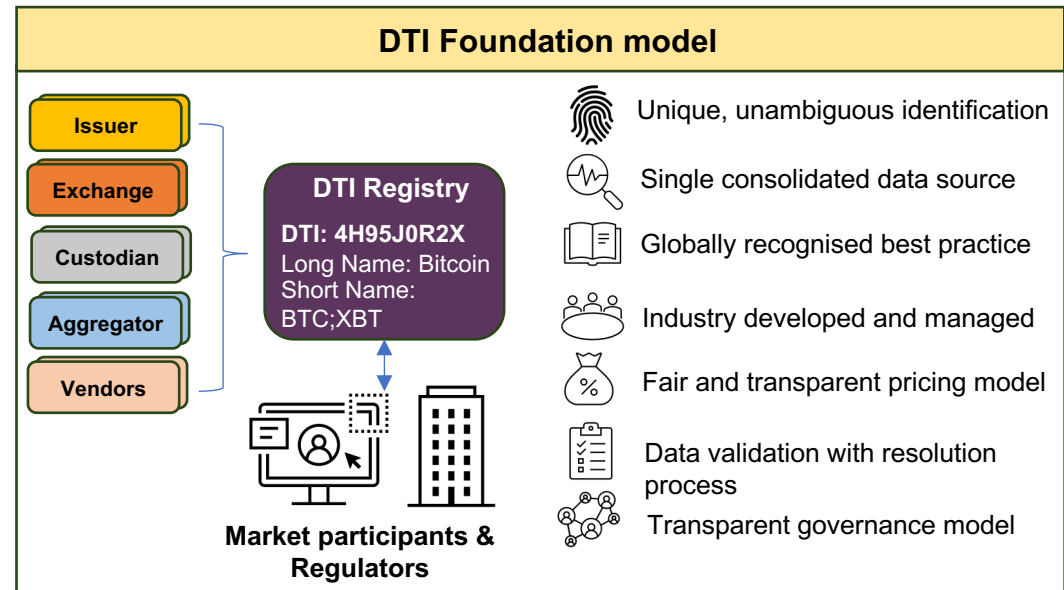 DTI Foundation model
Issuer
Exchange
Custodian
Aggregator
Vendors
DTI Registry
DTI: 4H95J0R2X
Long Name: Bitcoin
Short Name:
BTC;XBT
Market participants &
Regulators
Unique, unambiguous identification
Single consolidated data source
Globally recognised best practice
Industry developed and managed
%
Fair and transparent pricing model
Data validation with resolution
process
Transparent governance model